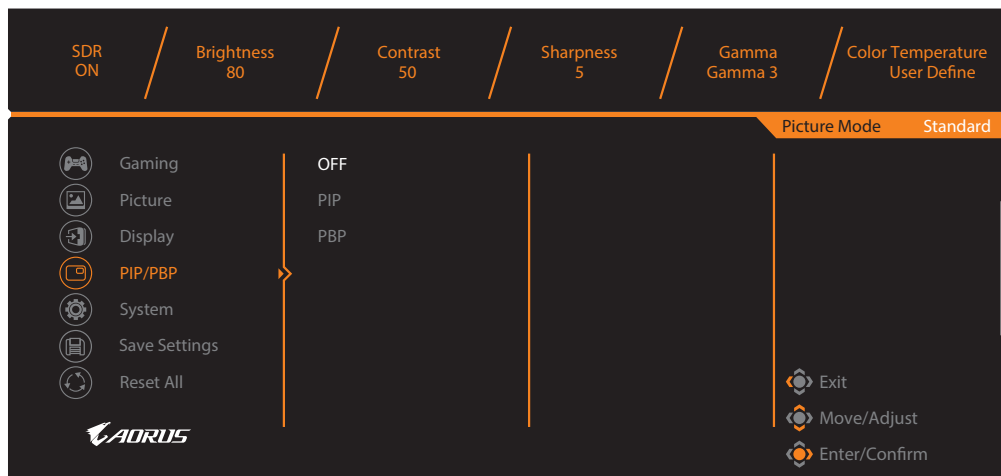 SDR
ON
Brightness
80
Contrast
50
Sharpness
5
Gamma
Gamma 3
Color Temperature
User Define
Picture Mode Standard
Gaming
Picture
Display
PIP/PBP
System
Save Settings
Reset All
OFF
PIP
PBP
Exit
Move/Adjust
Enter/Confirm
AORUS